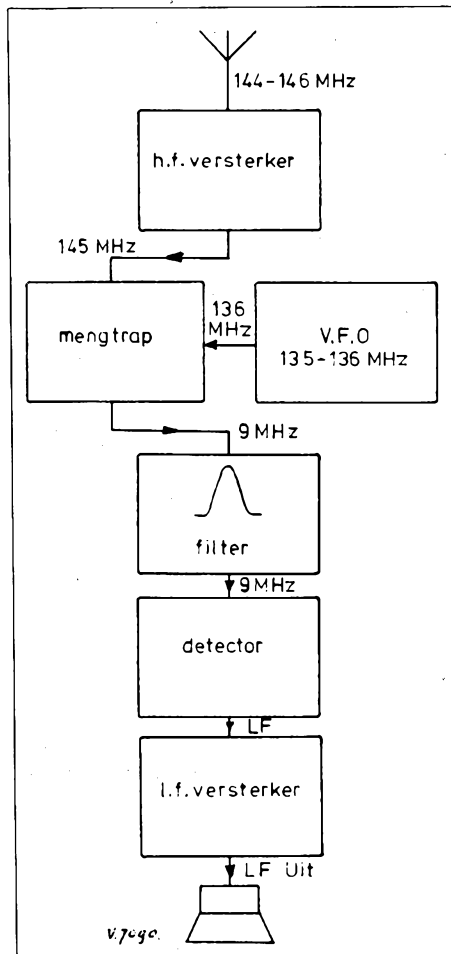 144-146 MHz
h.f. versterker
145 MHz
mengtrap
136
MHz
V.F.O
135-136 MHz
9 MHz
filter
9 MHz
detector
LF
l.f. versterker
LF Uit